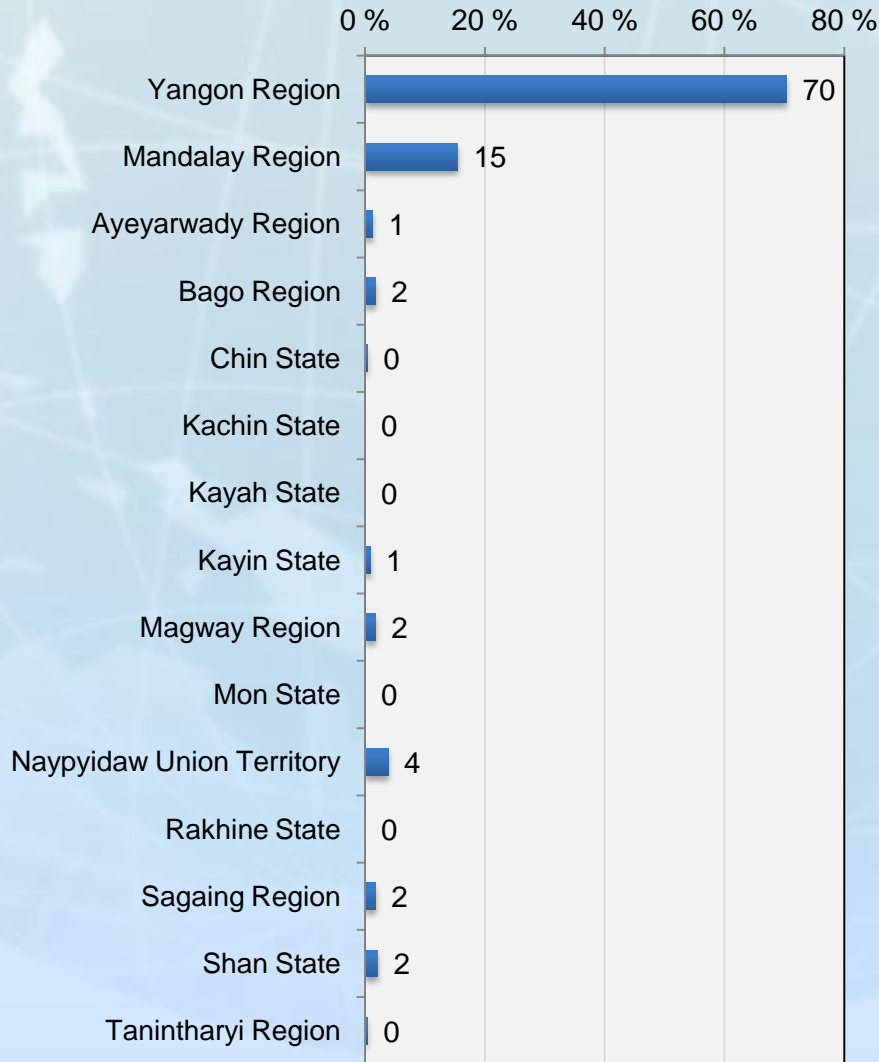 0 % 20 % 40 % 60 % 80 %
Yangon Region 70
Mandalay Region 15
Ayeyarwady Region 1
Bago Region 2
Chin State 0
Kachin State 0
Kayah State 0
Kayin State 1
Magway Region 2
Mon State 0
Naypyidaw Union Territory 4
Rakhine State 0
Sagaing Region 2
Shan State 2
Tanintharyi Region 0